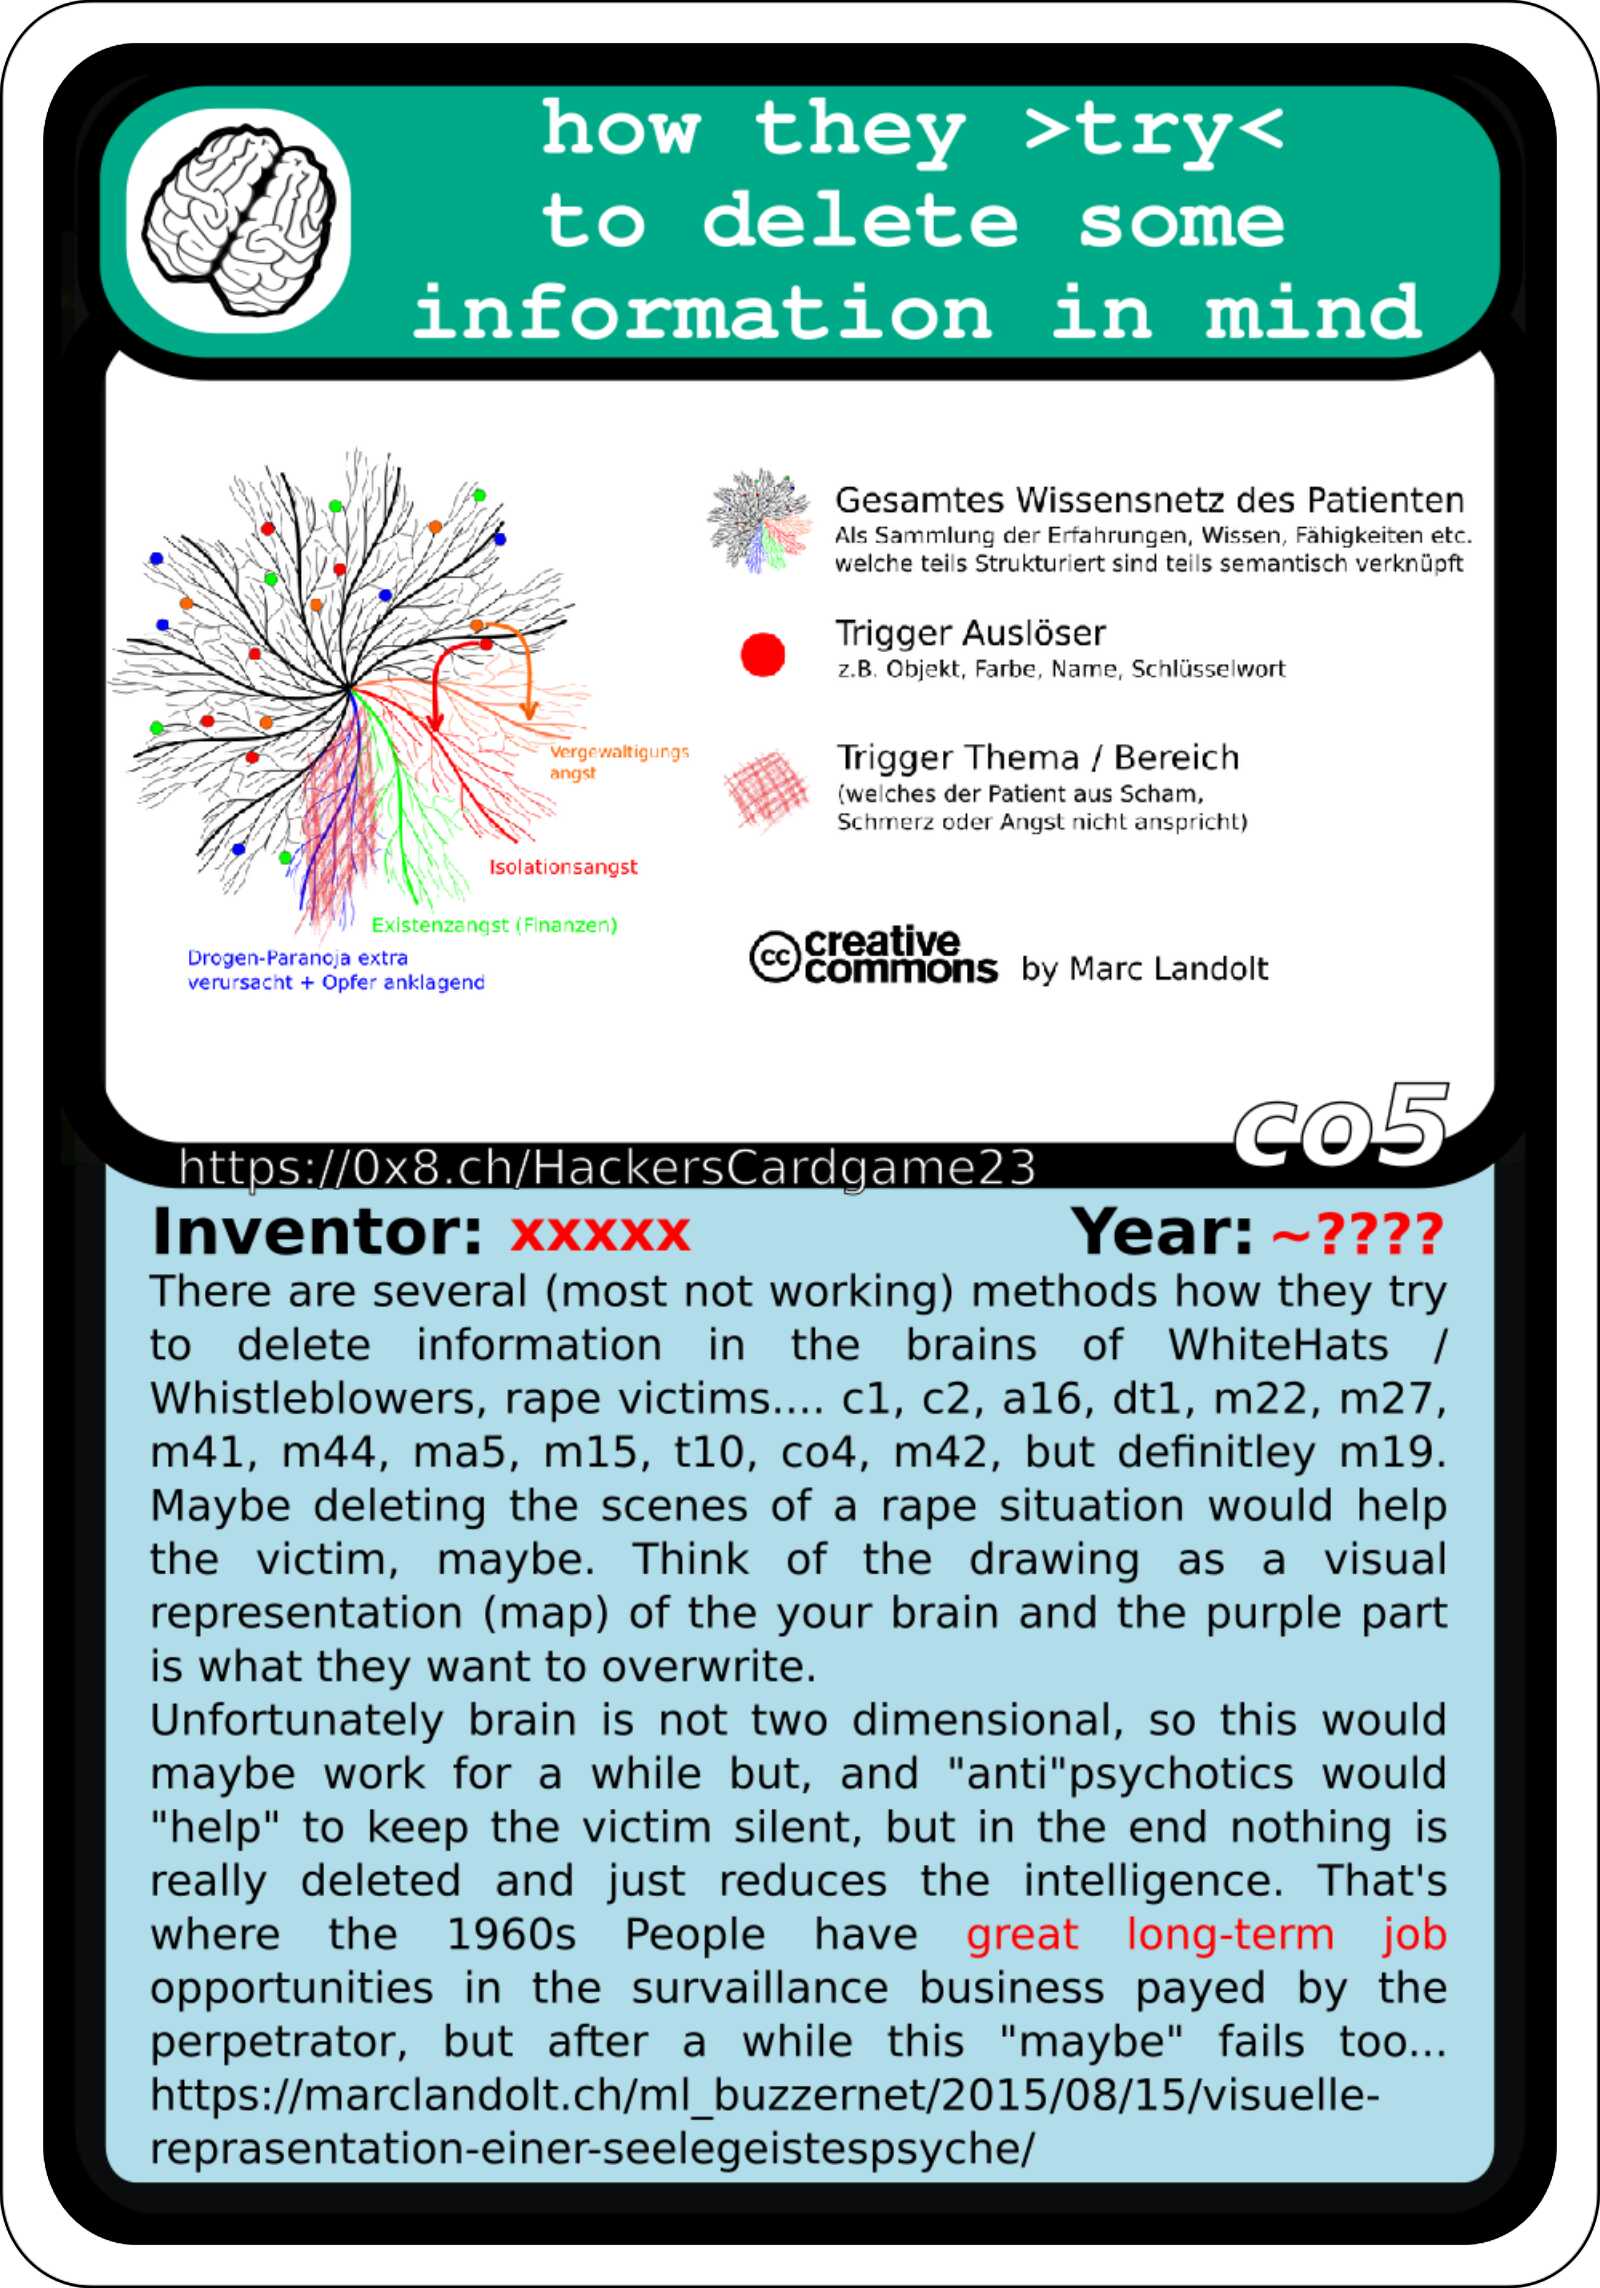 how they >try<
to delete some
information in mind
Gesamtes Wissensnetz des Patienten
Als Sammlung der Erfahrungen, Wissen, Fähigkeiten etc.
welche teils Strukturiert sind teils semantisch verknüpft
Trigger Auslöser
z.B. Objekt, Farbe, Name, Schlüsselwort
Trigger Thema / Bereich
(welches der Patient aus Scham,
Schmerz oder Angst nicht anspricht)
Vergewaltigungs
angst
Isolationsangst
Existenzangst (Finanzen)
Drogen-Paranoja extra
verursacht + Opfer anklagend
cc creative
commons by Marc Landolt
co5
https://0x8.ch/HackersCardgame23
Inventor: xxxxx Year: ~????
There are several (most not working) methods how they try
to delete information in the brains of WhiteHats /
Whistleblowers, rape victims.... c1, c2, a16, dt1, m22, m27,
m41, m44, ma5, m15, t10, co4, m42, but definitley m19.
Maybe deleting the scenes of a rape situation would help
the victim, maybe. Think of the drawing as a visual
representation (map) of the your brain and the purple part
is what they want to overwrite.
Unfortunately brain is not two dimensional, so this would
maybe work for a while but, and "anti"psychotics would
"help" to keep the victim silent, but in the end nothing is
really deleted and just reduces the intelligence. That's
where the 1960s People have great long-term job
opportunities in the survaillance business payed by the
perpetrator, but after a while this "maybe" fails too...
https://marclandolt.ch/ml_buzzernet/2015/08/15/visuelle-
reprasentation-einer-seelegeistespsyche/